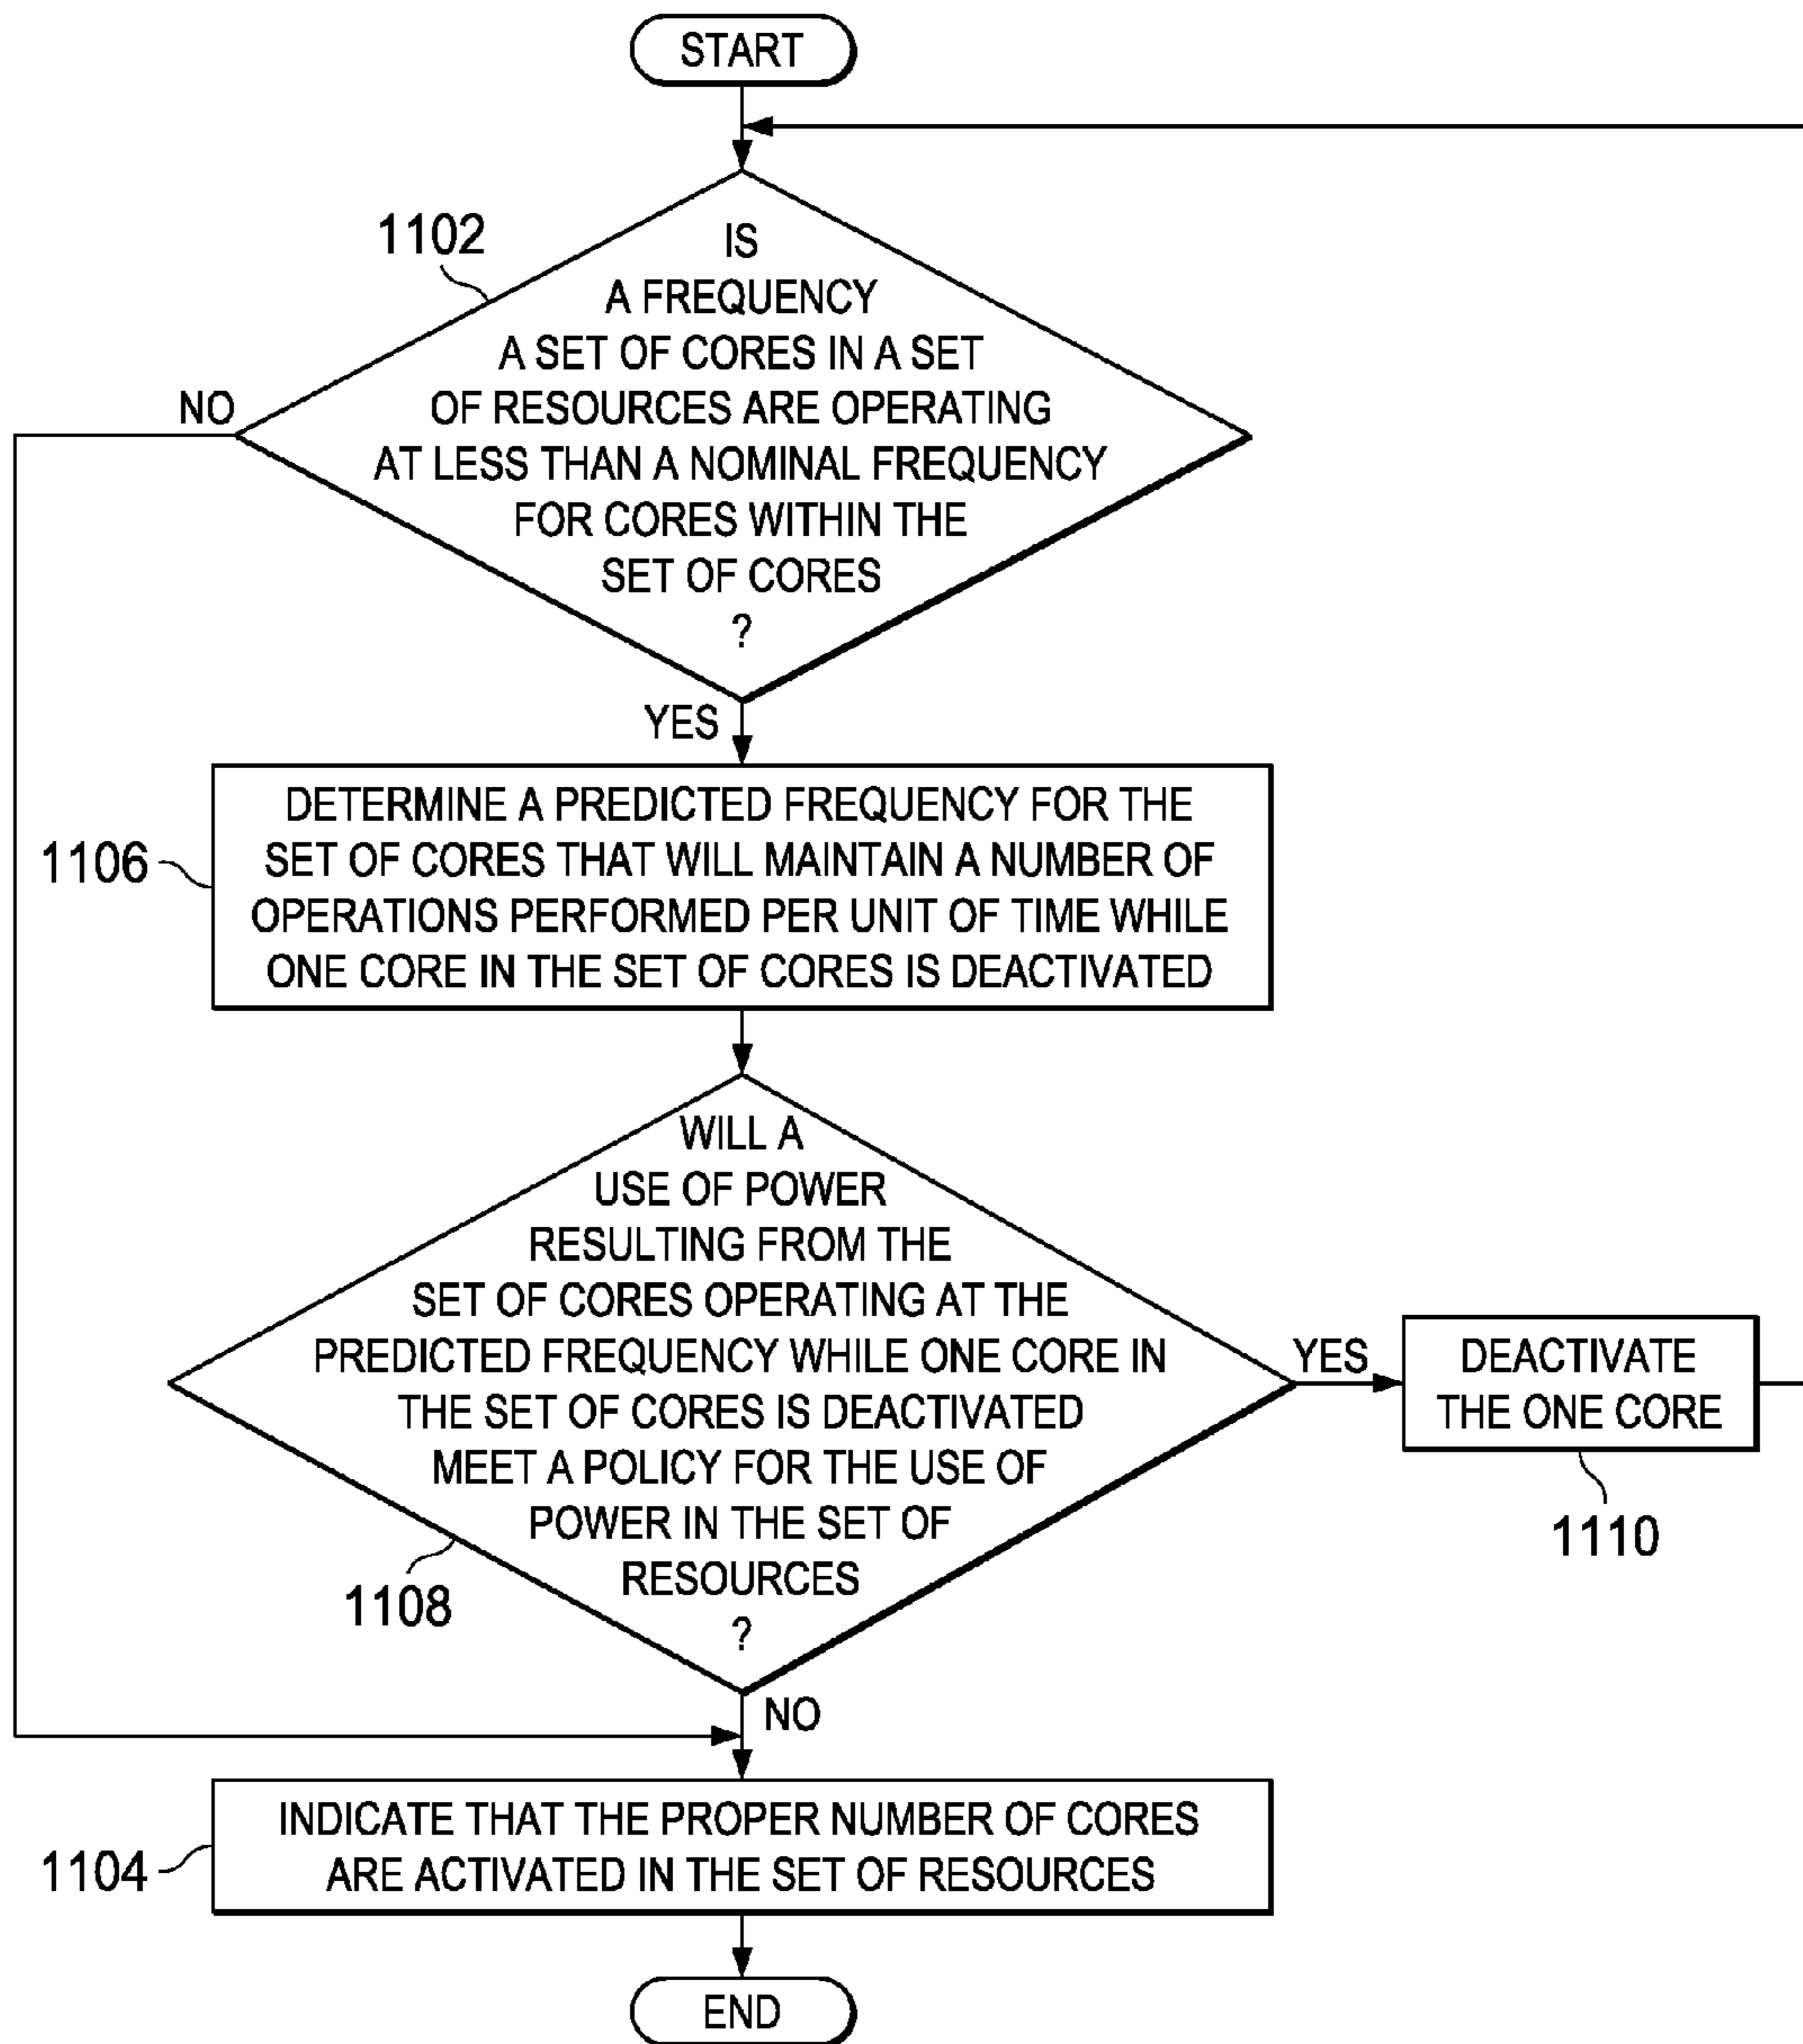 START
1102
IS
A FREQUENCY
A SET OF CORES IN A SET
OF RESOURCES ARE OPERATING
AT LESS THAN A NOMINAL FREQUENCY
FOR CORES WITHIN THE
SET OF CORES
?
NO
YES
1106
DETERMINE A PREDICTED FREQUENCY FOR THE
SET OF CORES THAT WILL MAINTAIN A NUMBER OF
OPERATIONS PERFORMED PER UNIT OF TIME WHILE
ONE CORE IN THE SET OF CORES IS DEACTIVATED
WILL A
USE OF POWER
RESULTING FROM THE
SET OF CORES OPERATING AT THE
PREDICTED FREQUENCY WHILE ONE CORE IN
THE SET OF CORES IS DEACTIVATED
MEET A POLICY FOR THE USE OF
POWER IN THE SET OF
RESOURCES
?
1108
YES
DEACTIVATE
THE ONE CORE
1110
NO
1104
INDICATE THAT THE PROPER NUMBER OF CORES
ARE ACTIVATED IN THE SET OF RESOURCES
END